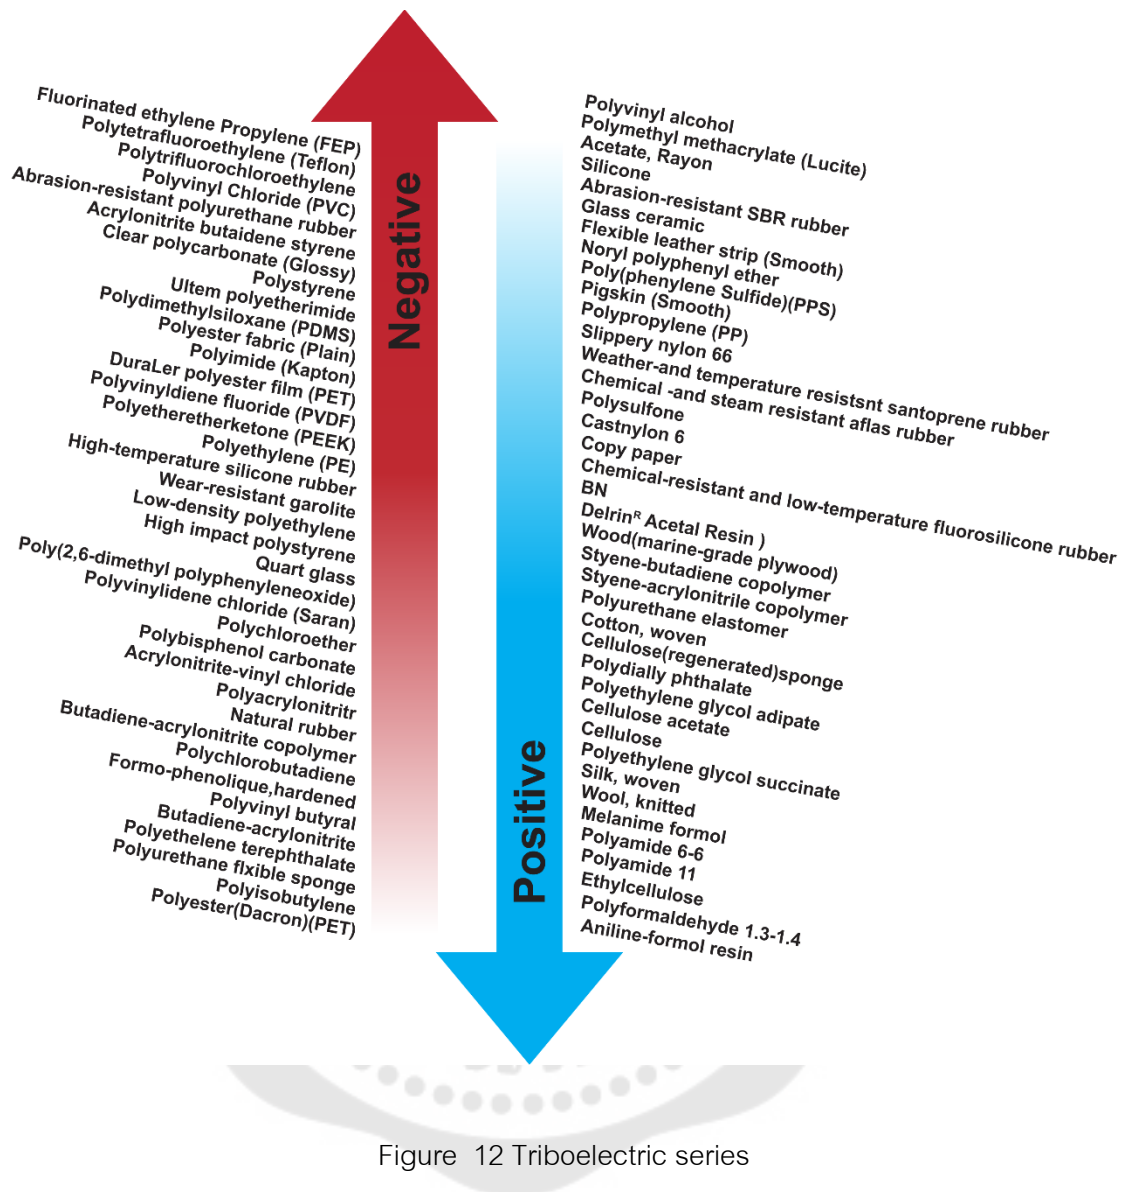 Fluorinated ethylene Propylene (FEP)
Polytetrafluoroethylene (Teflon)
Polytrifluorochloroethylene
Polyvinyl Chloride (PVC)
Abrasion-resistant polyurethane rubber
Acrylonitrite butaidene styrene
Clear polycarbonate (Glossy)
Polystyrene
Ultem polyetherimide
Polydimethylsiloxane (PDMS)
Polyester fabric (Plain)
Polyimide (Kapton)
DuraLer polyester film (PET)
Polyvinyldiene fluoride (PVDF)
Polyetheretherketone (PEEK)
Polyethylene (PE)
High-temperature silicone rubber
Wear-resistant garolite
Low-density polyethylene
High impact polystyrene
Quart glass
Poly(2,6-dimethyl polyphenyleneoxide)
Polyvinylidene chloride (Saran)
Polychloroether
Polybisphenol carbonate
Acrylonitrite-vinyl chloride
Polyacrylonitritr
Natural rubber
Butadiene-acrylonitrite copolymer
Polychlorobutadiene
Formo-phenolique,hardened
Polyvinyl butyral
Butadiene-acrylonitrite
Polyethelene terephthalate
Polyurethane flxible sponge
Polyisobutylene
Polyester(Dacron)(PET)
Negative
Positive
Polyvinyl alcohol
Polymethyl methacrylate (Lucite)
Acetate, Rayon
Silicone
Abrasion-resistant SBR rubber
Glass ceramic
Flexible leather strip (Smooth)
Noryl polyphenyl ether
Poly(phenylene Sulfide)(PPS)
Pigskin (Smooth)
Polypropylene (PP)
Slippery nylon 66
Weather-and temperature resistsnt santoprene rubber
Chemical -and steam resistant aflas rubber
Polysulfone
Castnylon 6
Copy paper
Chemical-resistant and low-temperature fluorosilicone rubber
BN
Delrinᴿ Acetal Resin )
Wood(marine-grade plywood)
Styene-butadiene copolymer
Styene-acrylonitrile copolymer
Polyurethane elastomer
Cotton, woven
Cellulose(regenerated)sponge
Polydially phthalate
Polyethylene glycol adipate
Cellulose acetate
Cellulose
Polyethylene glycol succinate
Silk, woven
Wool, knitted
Melanime formol
Polyamide 6-6
Polyamide 11
Ethylcellulose
Polyformaldehyde 1.3-1.4
Aniline-formol resin
Figure 12 Triboelectric series